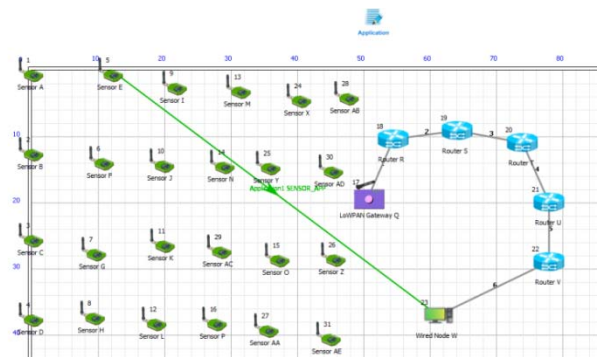 Application
0 10 20 30 40 50 60 70 80
1
Sensor A
5
Sensor E
9
Sensor I
13
Sensor M
24
Sensor X
28
Sensor AB
10
2
Sensor B
6
Sensor F
10
Sensor J
14
Sensor N
25
Sensor Y
30
Sensor AD
18
Router R
2
19
Router S
3
20
Router
4
Application1 SENSOR_APP
17
LoWPAN Gateway Q
20
21
Router U
5
3
Sensor C
7
Sensor G
11
Sensor K
29
Sensor AC
15
Sensor O
26
Sensor Z
22
Router V
30
6
4
Sensor D
8
Sensor H
12
Sensor L
16
Sensor P
27
Sensor AA
31
Sensor AE
23
Wired Node W